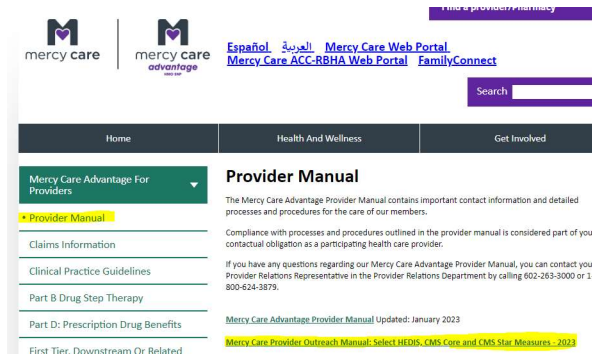 Find a provider/Pharmacy
mercy care
mercy care
advantage
Español العربية Mercy Care Web Portal
Mercy Care ACC-RBHA Web Portal FamilyConnect
Search
Home Health And Wellness Get Involved
Mercy Care Advantage For
Providers
• Provider Manual
Claims Information
Clinical Practice Guidelines
Part B Drug Step Therapy
Part D: Prescription Drug Benefits
First Tier, Downstream Or Related
Provider Manual
The Mercy Care Advantage Provider Manual contains important contact information and detailed
processes and procedures for the care of our members.
Compliance with processes and procedures outlined in the provider manual is considered part of you
contactual obligation as a participating health care provider.
If you have any questions regarding our Mercy Care Advantage Provider Manual, you can contact you
Provider Relations Representative in the Provider Relations Department by calling 602-263-3000 or 1-
800-624-3879.
Mercy Care Advantage Provider Manual Updated: January 2023
Mercy Care Provider Outreach Manual: Select HEDIS, CMS Core and CMS Star Measures - 2023